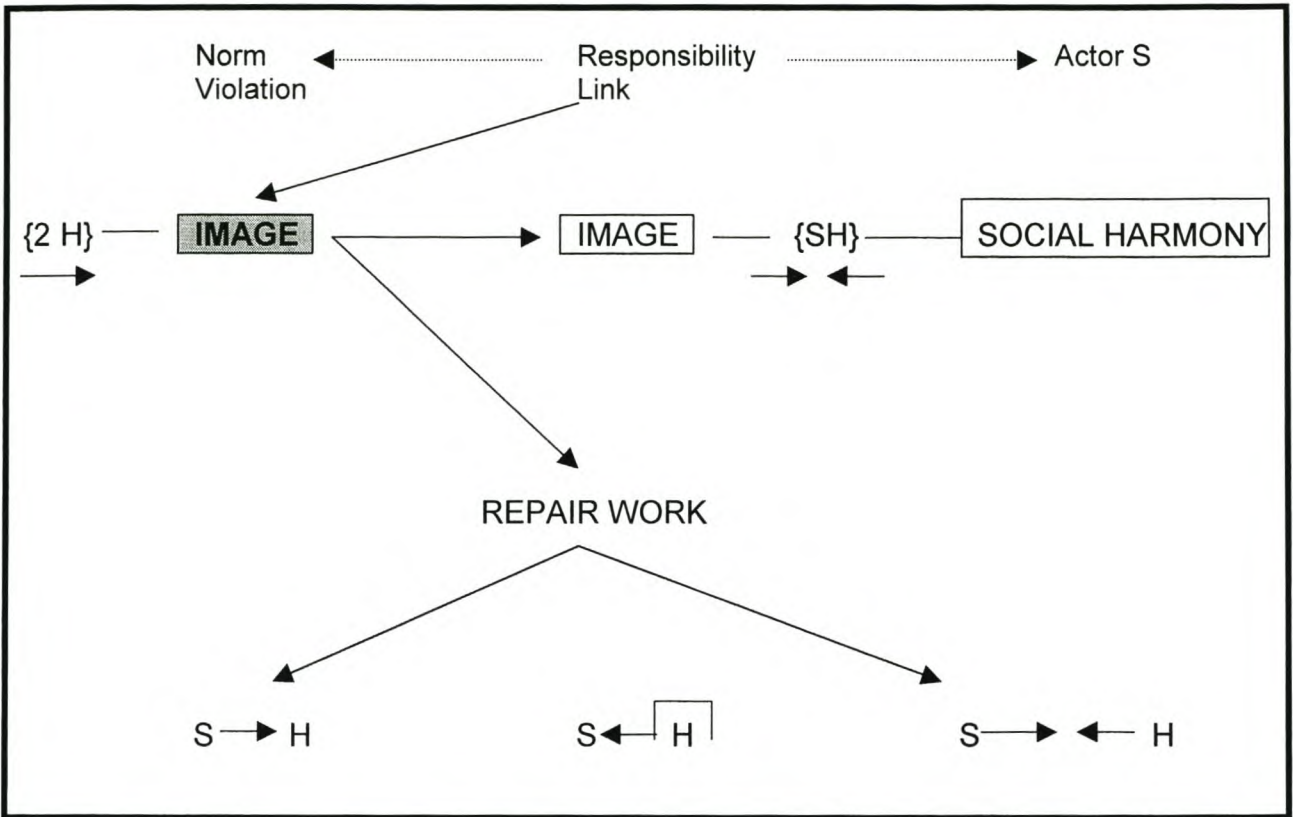 Norm Responsibility Actor S
Violation Link
{2 H} IMAGE IMAGE {SH} SOCIAL HARMONY
REPAIR WORK
S H S H S H